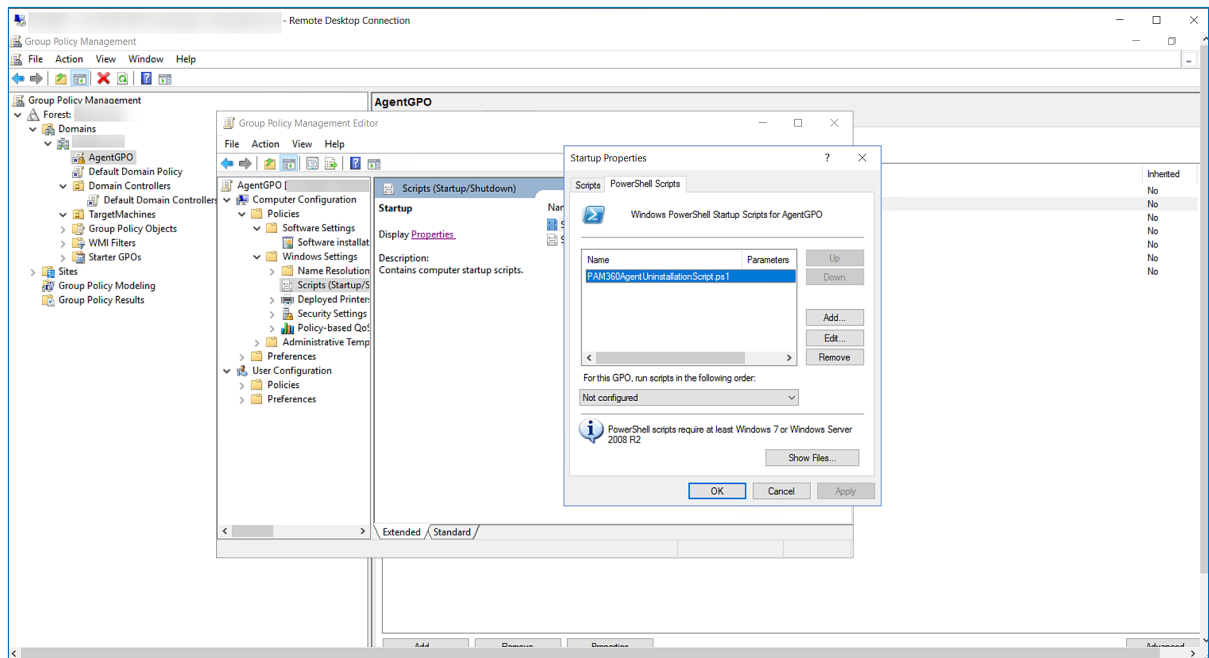 - Remote Desktop Connection
Group Policy Management
File Action View Window Help
Group Policy Management
Forest:
Domains
AgentGPO
Default Domain Policy
Domain Controllers
Default Domain Controllers
TargetMachines
Group Policy Objects
WMI Filters
Starter GPOs
Sites
Group Policy Modeling
Group Policy Results
AgentGPO
Inherited
No
No
No
No
No
No
No
Group Policy Management Editor
File Action View Help
AgentGPO [
Computer Configuration
Policies
Software Settings
Software installat
Windows Settings
Name Resolution
Scripts (Startup/S
Deployed Printer
Security Settings
Policy-based QoS
Administrative Temp
Preferences
User Configuration
Policies
Preferences
Scripts (Startup/Shutdown)
Startup
Display Properties
Description:
Contains computer startup scripts.
Nar
S
S
Extended Standard
Startup Properties
? 
Scripts PowerShell Scripts
Windows PowerShell Startup Scripts for AgentGPO
Name Parameters
PAM360AgentUninstallationScript.ps1
Up
Down
Add...
Edit...
Remove
For this GPO, run scripts in the following order:
Not configured
PowerShell scripts require at least Windows 7 or Windows Server
2008 R2
Show Files...
OK Cancel Apply
Add... Remove Properties Advanced